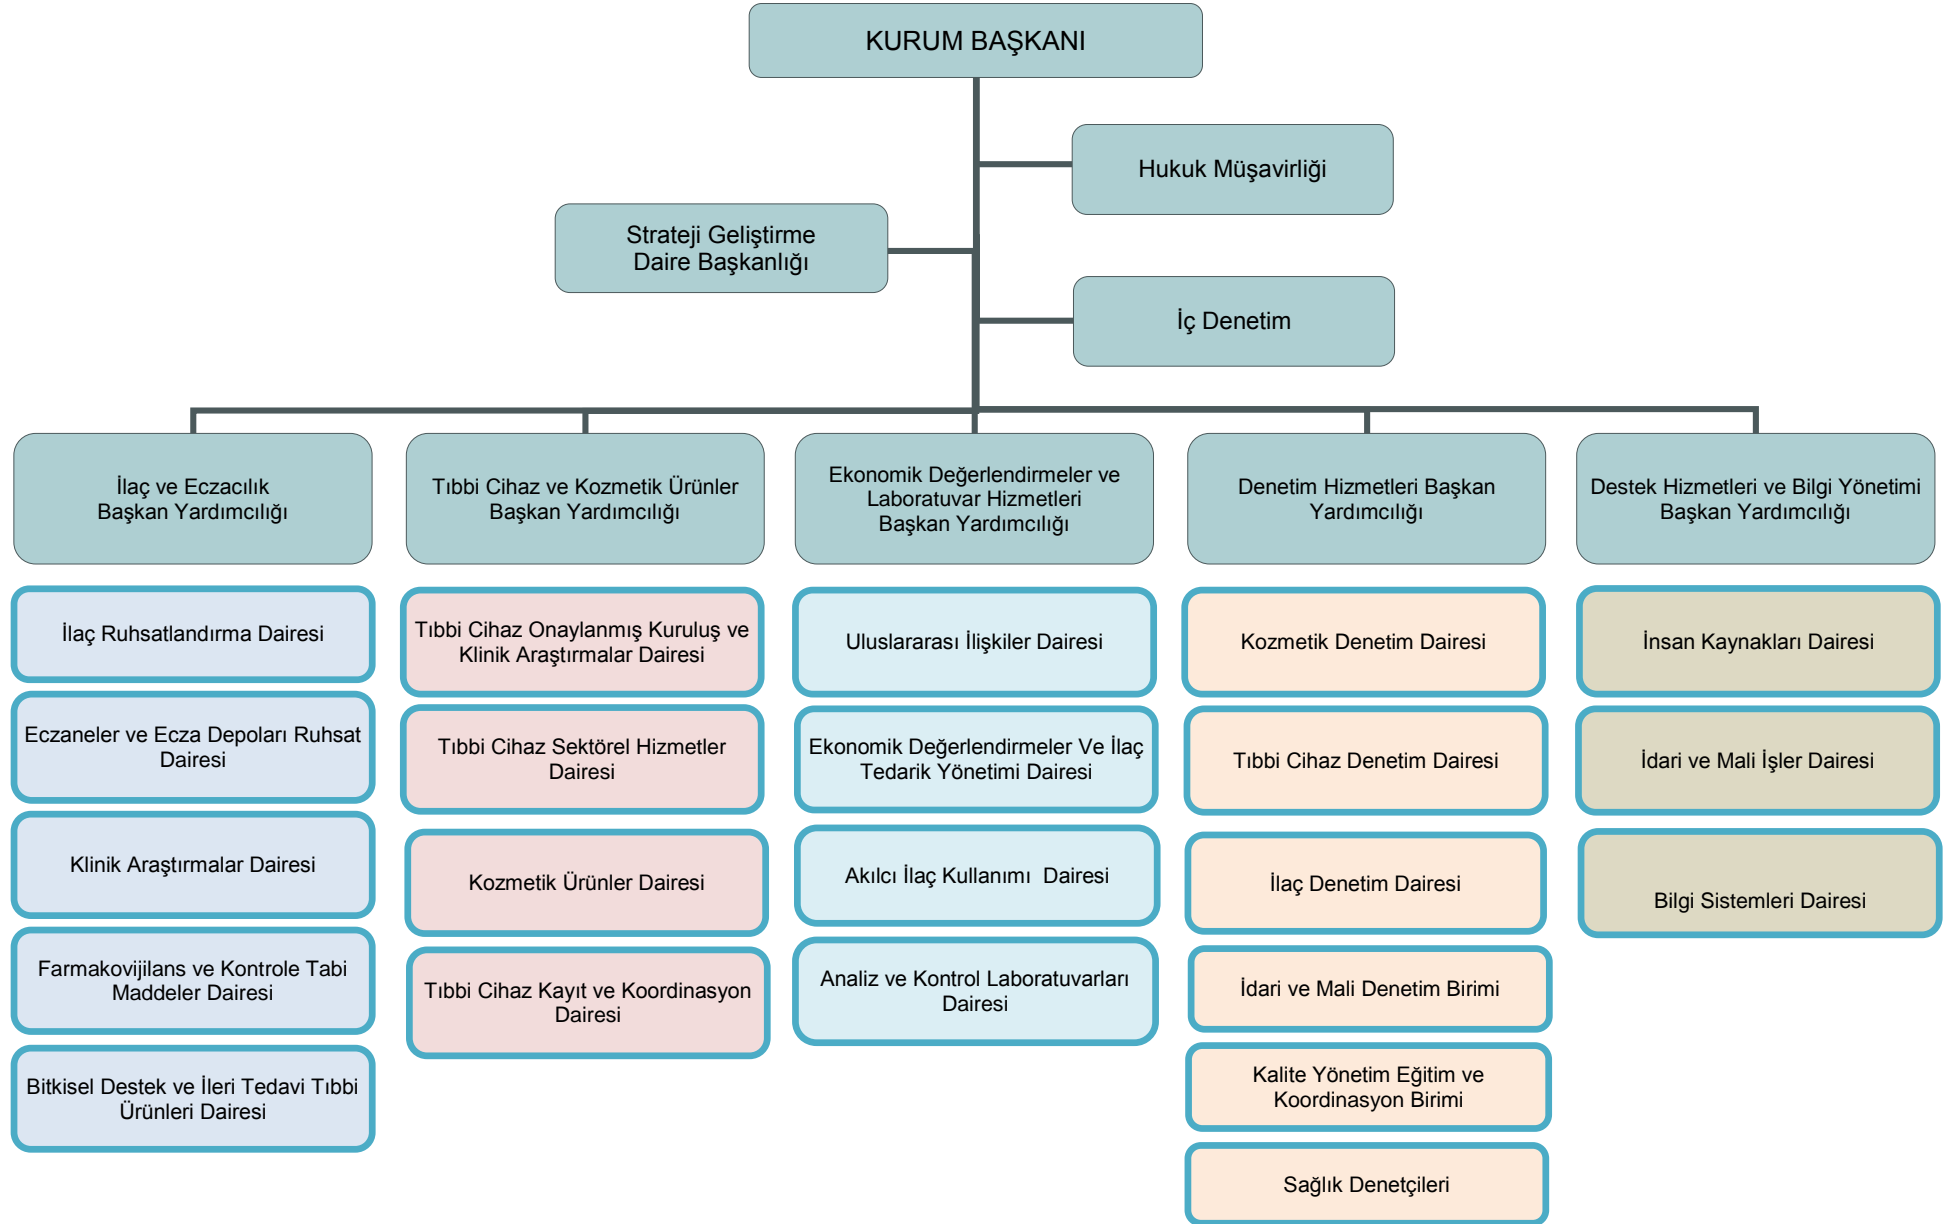 KURUM BAŞKANI
Hukuk Müşavirliği
Strateji Geliştirme
Daire Başkanlığı
İç Denetim
İlaç ve Eczacılık
Başkan Yardımcılığı
Tıbbi Cihaz ve Kozmetik Ürünler
Başkan Yardımcılığı
Ekonomik Değerlendirmeler ve
Laboratuvar Hizmetleri
Başkan Yardımcılığı
Denetim Hizmetleri Başkan
Yardımcılığı
Destek Hizmetleri ve Bilgi Yönetimi
Başkan Yardımcılığı
İlaç Ruhsatlandırma Dairesi
Eczaneler ve Ecza Depoları Ruhsat
Dairesi
Klinik Araştırmalar Dairesi
Farmakovijilans ve Kontrole Tabi
Maddeler Dairesi
Bitkisel Destek ve İleri Tedavi Tıbbi
Ürünleri Dairesi
Tıbbi Cihaz Onaylanmış Kuruluş ve
Klinik Araştırmalar Dairesi
Tıbbi Cihaz Sektörel Hizmetler
Dairesi
Kozmetik Ürünler Dairesi
Tıbbi Cihaz Kayıt ve Koordinasyon
Dairesi
Uluslararası İlişkiler Dairesi
Ekonomik Değerlendirmeler Ve İlaç
Tedarik Yönetimi Dairesi
Akılcı İlaç Kullanımı  Dairesi
Analiz ve Kontrol Laboratuvarları
Dairesi
Kozmetik Denetim Dairesi
Tıbbi Cihaz Denetim Dairesi
İlaç Denetim Dairesi
İdari ve Mali Denetim Birimi
Kalite Yönetim Eğitim ve
Koordinasyon Birimi
Sağlık Denetçileri
İnsan Kaynakları Dairesi
İdari ve Mali İşler Dairesi
Bilgi Sistemleri Dairesi